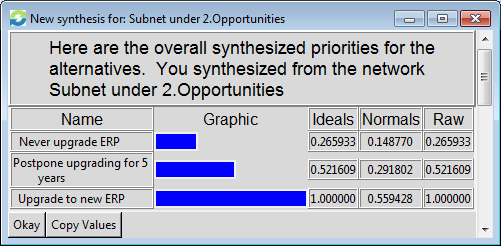 New synthesis for: Subnet under 2.Opportunities
Here are the overall synthesized priorities for the
alternatives. You synthesized from the network
Subnet under 2.Opportunities
Name Graphic Ideals Normals Raw
Never upgrade ERP 0.265933 0.148770 0.265933
Postpone upgrading for 5
years 0.521609 0.291802 0.521609
Upgrade to new ERP 1.000000 0.559428 1.000000
Okay Copy Values